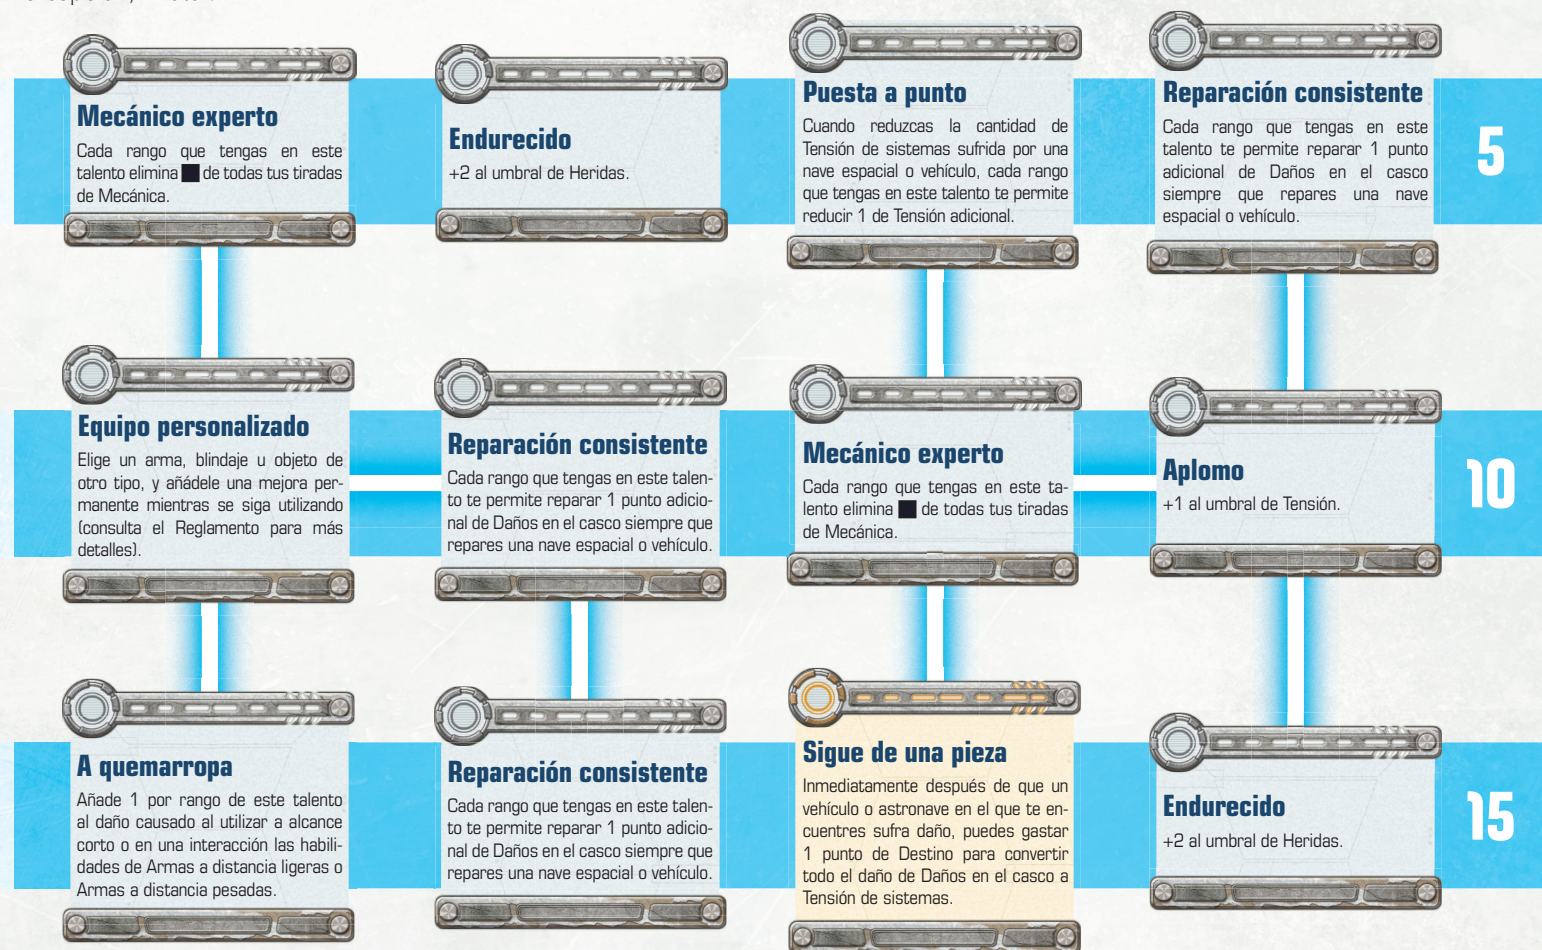 Mecánico experto
Cada rango que tengas en este
talento elimina de todas tus tiradas
de Mecánica.
Endurecido
+2 al umbral de Heridas.
Puesta a punto
Cuando reduzcas la cantidad de
Tensión de sistemas sufrida por una
nave espacial o vehículo, cada rango
que tengas en este talento te permite
reducir 1 de Tensión adicional.
Reparación consistente
Cada rango que tengas en este
talento te permite reparar 1 punto
adicional de Daños en el casco
siempre que repares una nave
espacial o vehículo.
5
Equipo personalizado
Elige un arma, blindaje u objeto de
otro tipo, y añádele una mejora per-
manente mientras se siga utilizando
(consulta el Reglamento para más
detalles).
Reparación consistente
Cada rango que tengas en este talen-
to te permite reparar 1 punto adicio-
nal de Daños en el casco siempre que
repares una nave espacial o vehículo.
Mecánico experto
Cada rango que tengas en este ta-
lento elimina de todas tus tiradas
de Mecánica.
Aplomo
+1 al umbral de Tensión.
10
A quemarropa
Añade 1 por rango de este talento
al daño causado al utilizar a alcance
corto o en una interacción las habili-
dades de Armas a distancia ligeras o
Armas a distancia pesadas.
Reparación consistente
Cada rango que tengas en este talen-
to te permite reparar 1 punto adicio-
nal de Daños en el casco siempre que
repares una nave espacial o vehículo.
Sigue de una pieza
Inmediatamente después de que un
vehículo o astronave en el que te en-
cuentres sufra daño, puedes gastar
1 punto de Destino para convertir
todo el daño de Daños en el casco a
Tensión de sistemas.
Endurecido
+2 al umbral de Heridas.
15